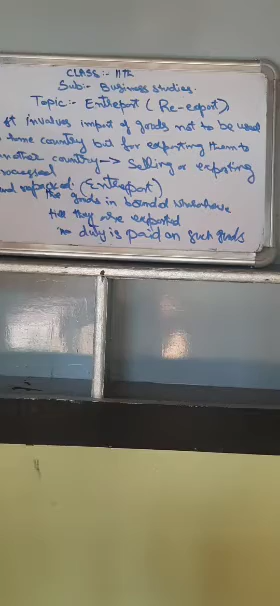 CLASS:- 11th
Sub:- Business studies.
Topic:- Entreport (Re-export)
It involves import of goods not to be used
home country but for exporting them to
another country → Selling or exporting
processed
and repacked. (Entreport)
the goods in bonded warehouse
till they are exported
no duty is paid on such goods